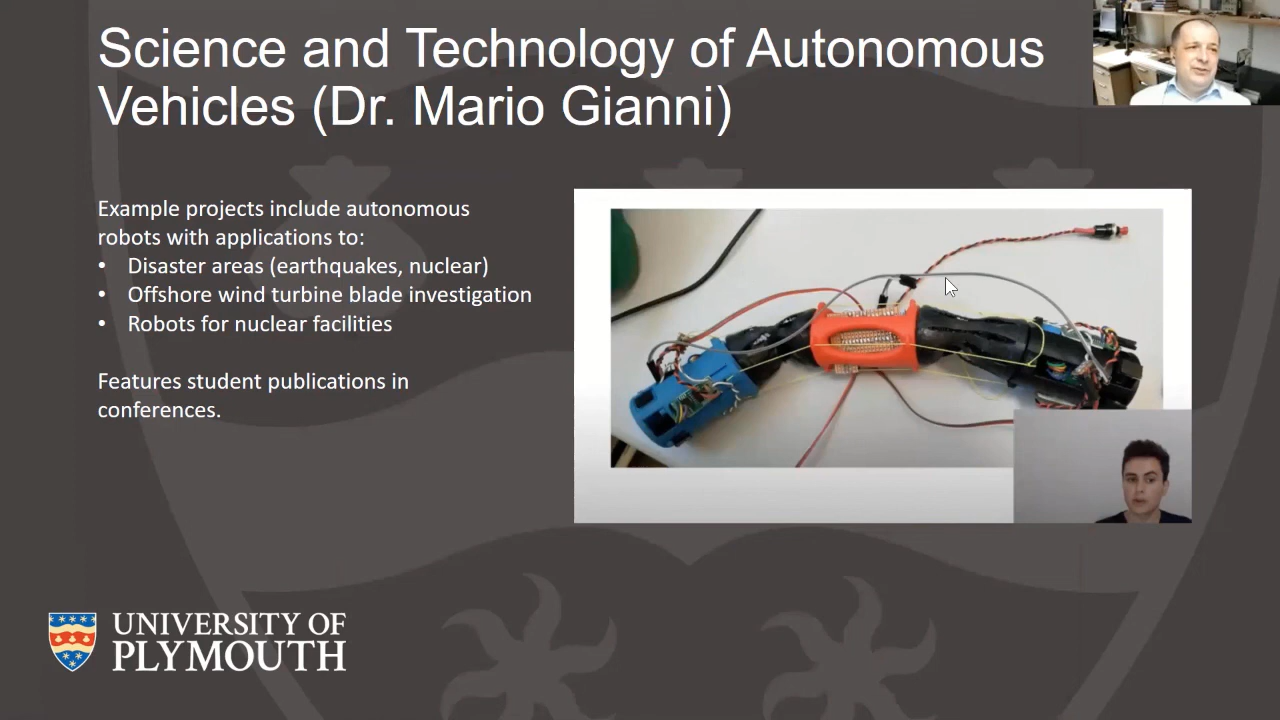 Science and Technology of Autonomous
Vehicles (Dr. Mario Gianni)
Example projects include autonomous
robots with applications to:
• Disaster areas (earthquakes, nuclear)
• Offshore wind turbine blade investigation
• Robots for nuclear facilities
Features student publications in
conferences.
UNIVERSITY OF
PLYMOUTH